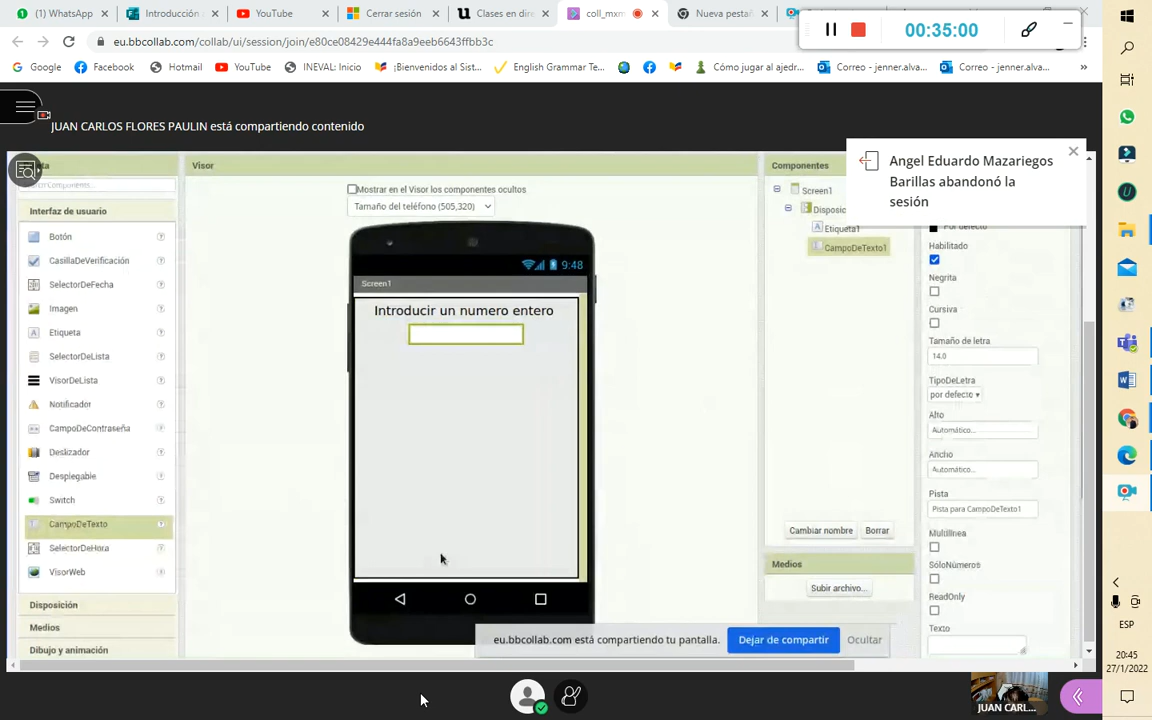 (1) WhatsApp
Introducción
YouTube
Cerrar sesión
Clases en dire
coll_mxm
Nueva pestañ
eu.bbcollab.com/collab/ui/session/join/e80ce08429e444fa8a9eeb6643ffbb3c
00:35:00
Google
Facebook
Hotmail
YouTube
INEVAL: Inicio
¡Bienvenidos al Sist...
English Grammar Te...
Cómo jugar al ajedr...
Correo - jenner.alva...
Correo - jenner.alva...
»
JUAN CARLOS FLORES PAULIN está compartiendo contenido
Angel Eduardo Mazariegos
Barillas abandonó la
sesión
Visor
Componentes
Search Components...
Mostrar en el Visor los componentes ocultos
Tamaño del teléfono (505,320)
Interfaz de usuario
Botón
CasillaDeVerificación
SelectorDeFecha
Imagen
Etiqueta
SelectorDeLista
VisorDeLista
Notificador
CampoDeContraseña
Deslizador
Desplegable
Switch
CampoDeTexto
SelectorDeHora
VisorWeb
Disposición
Medios
Dibujo y animación
9:48
Screen1
Introducir un numero entero
Screen1
Disposic
Etiqueta1
CampoDeTexto1
Cambiar nombre
Borrar
Medios
Subir archivo...
Por defecto
Habilitado
Negrita
Cursiva
Tamaño de letra
14.0
TipoDeLetra
por defecto
Alto
Automático...
Ancho
Automático...
Pista
Pista para CampoDeTexto1
Multilínea
SóloNúmeros
ReadOnly
Texto
eu.bbcollab.com está compartiendo tu pantalla.
Dejar de compartir
Ocultar
JUAN CARL...
ESP
20:45
27/1/2022